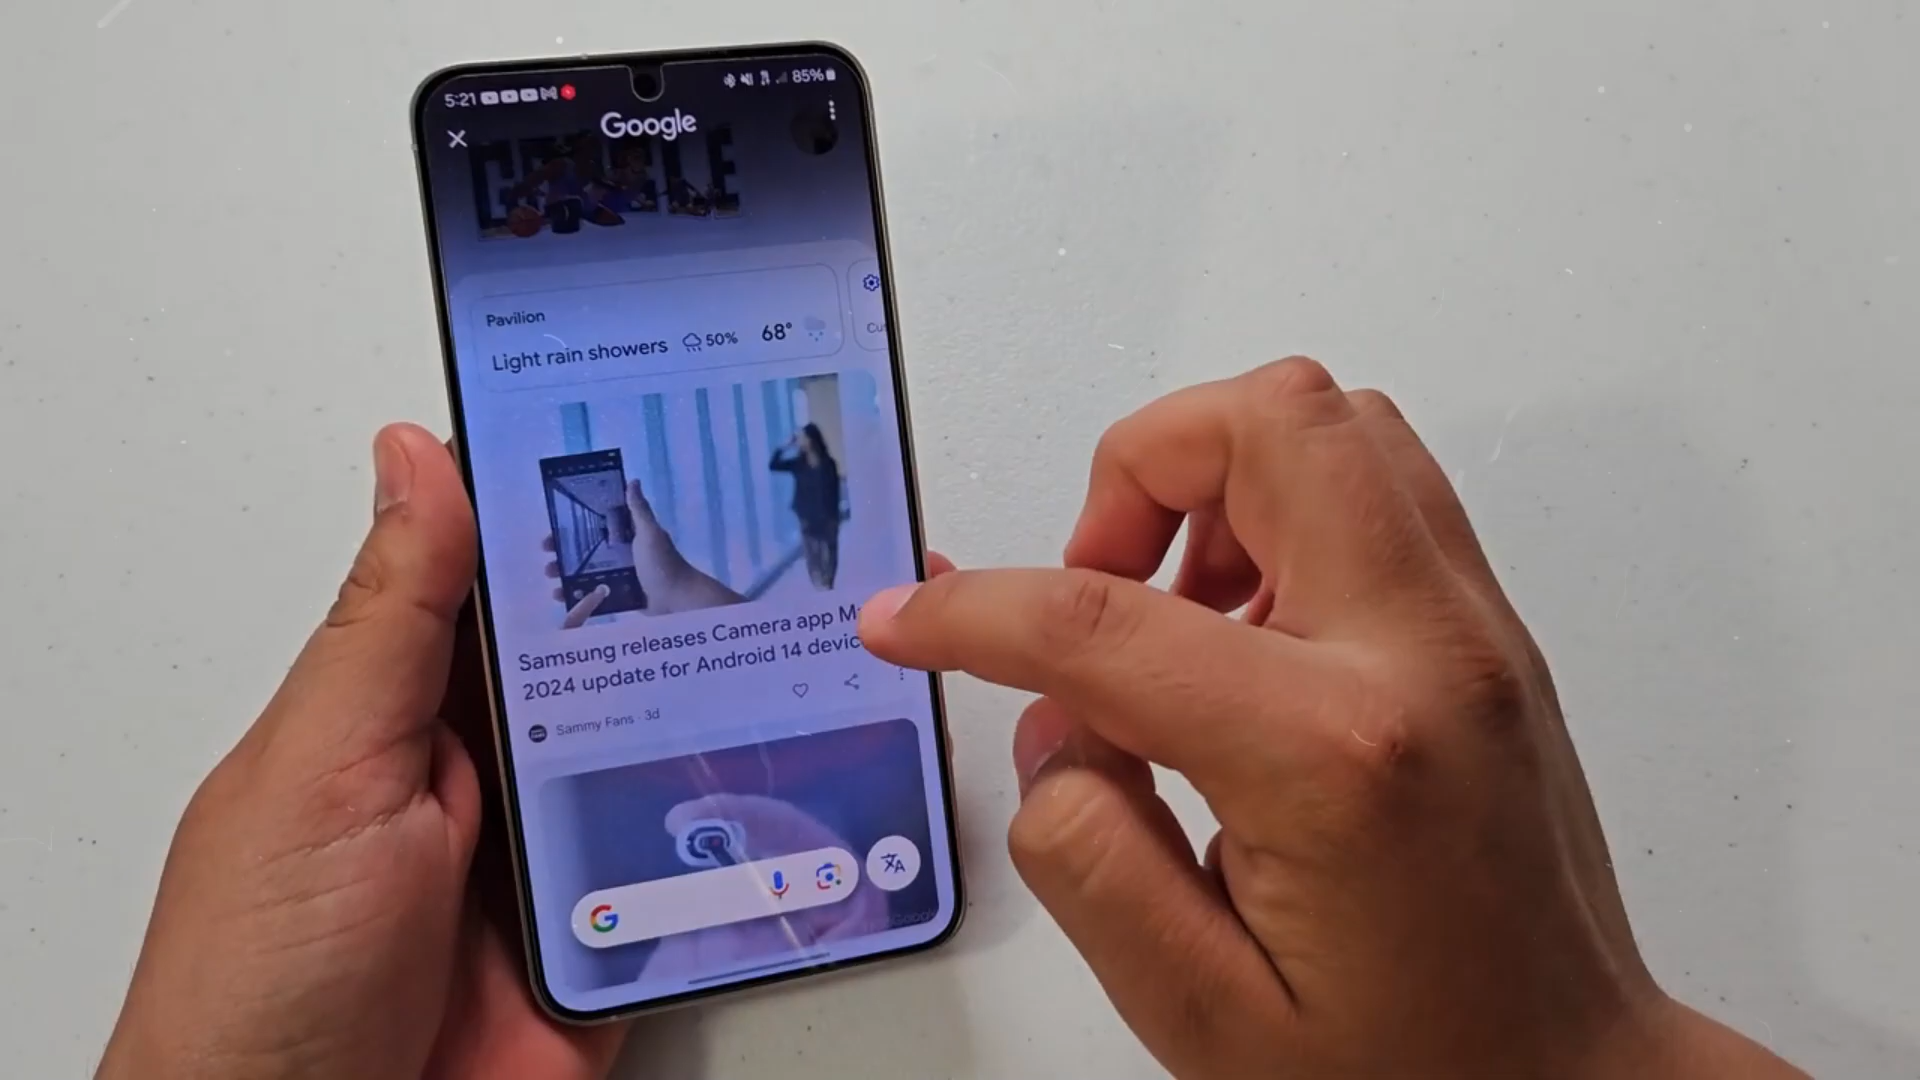 5:21
85%
Google
Pavilion
Light rain showers 50% 68°
Samsung releases Camera app
2024 update for Android 14
Sammy Fans · 3d
G